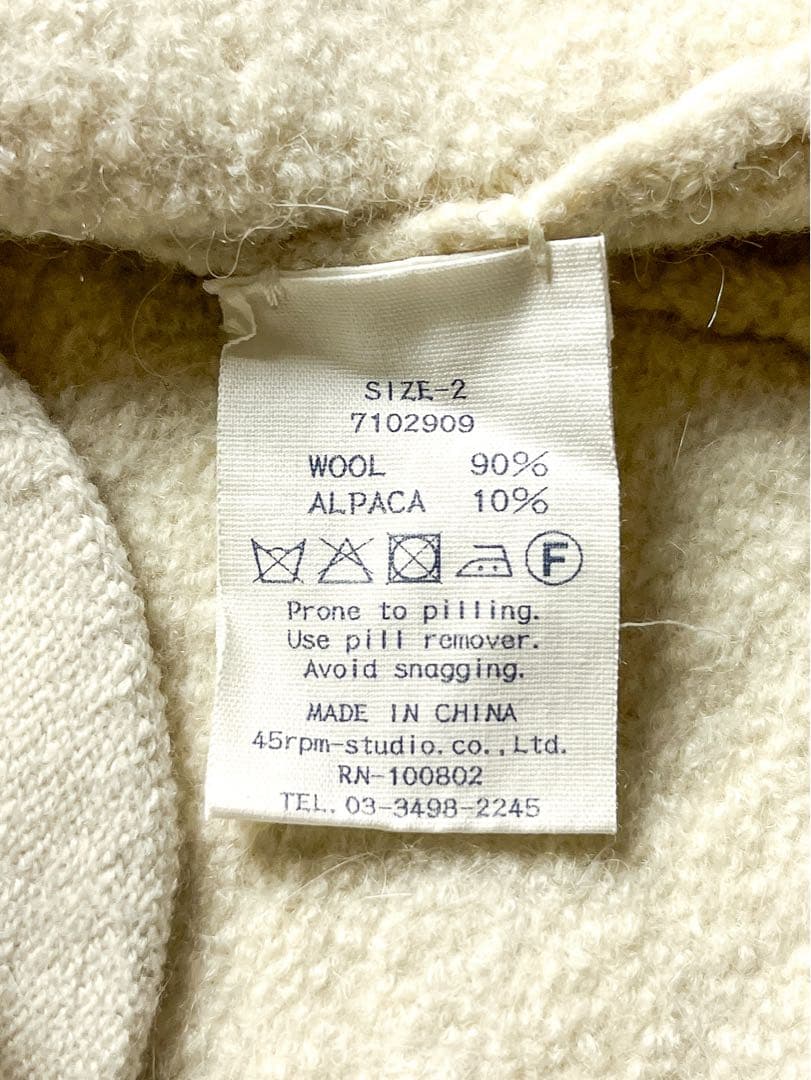 SIZE-2
7102909
WOOL 90%
ALPACA 10%
F
Prone to pilling.
Use pill remover.
Avoid snagging.
MADE IN CHINA
45rpm-studio.co.,Ltd.
RN-100802
TEL. 03-3498-2245